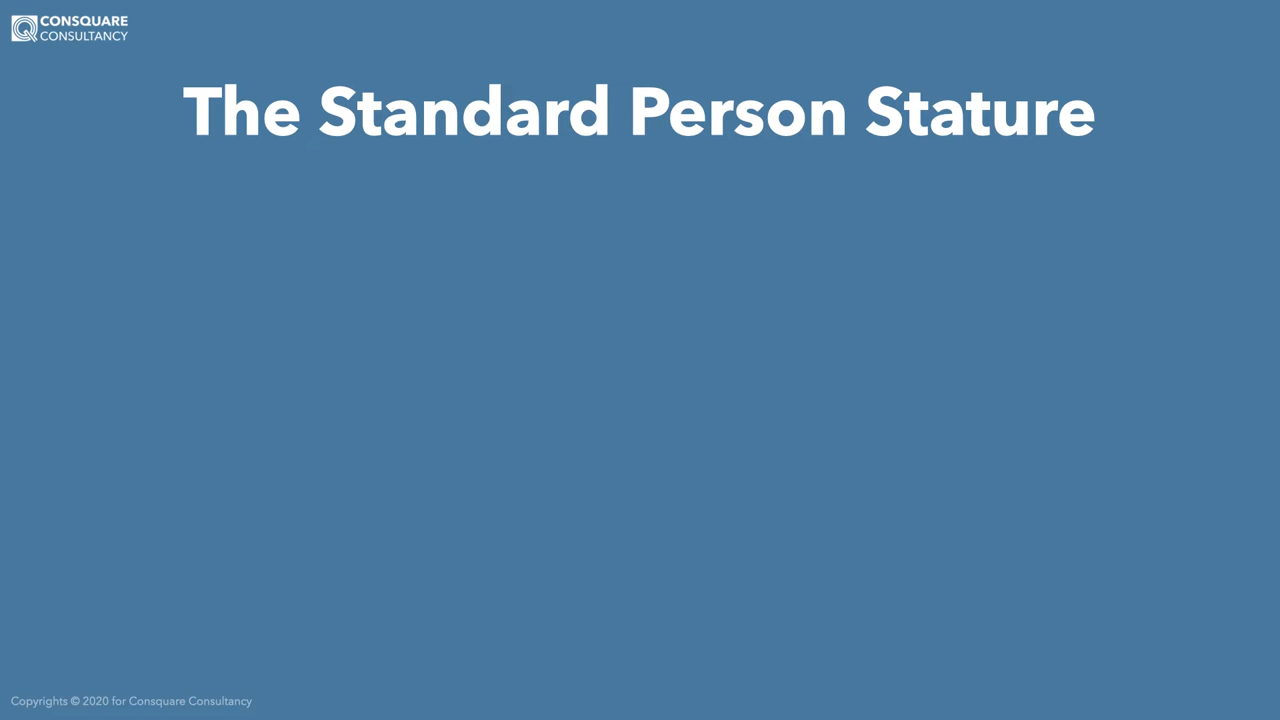 CONSQUARE
CONSULTANCY
The Standard Person Stature
Copyrights © 2020 for Consquare Consultancy